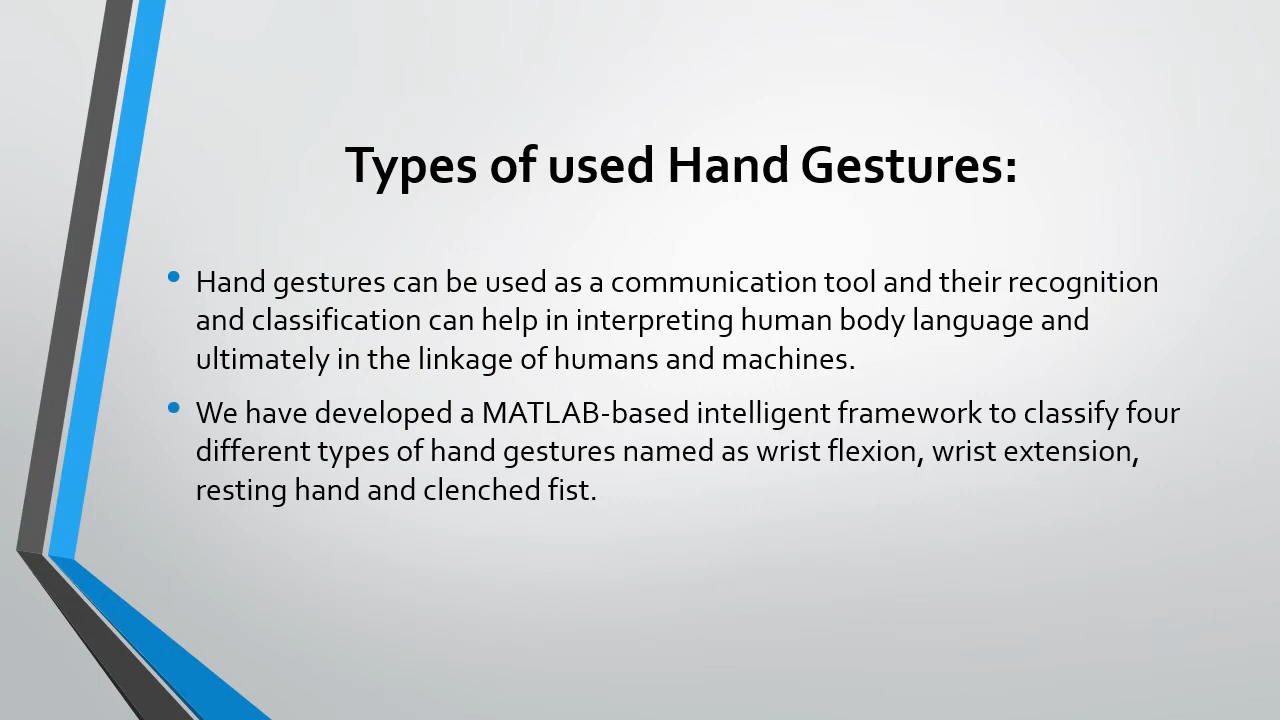 Types of used Hand Gestures:
• Hand gestures can be used as a communication tool and their recognition
and classification can help in interpreting human body language and
ultimately in the linkage of humans and machines.
• We have developed a MATLAB-based intelligent framework to classify four
different types of hand gestures named as wrist flexion, wrist extension,
resting hand and clenched fist.